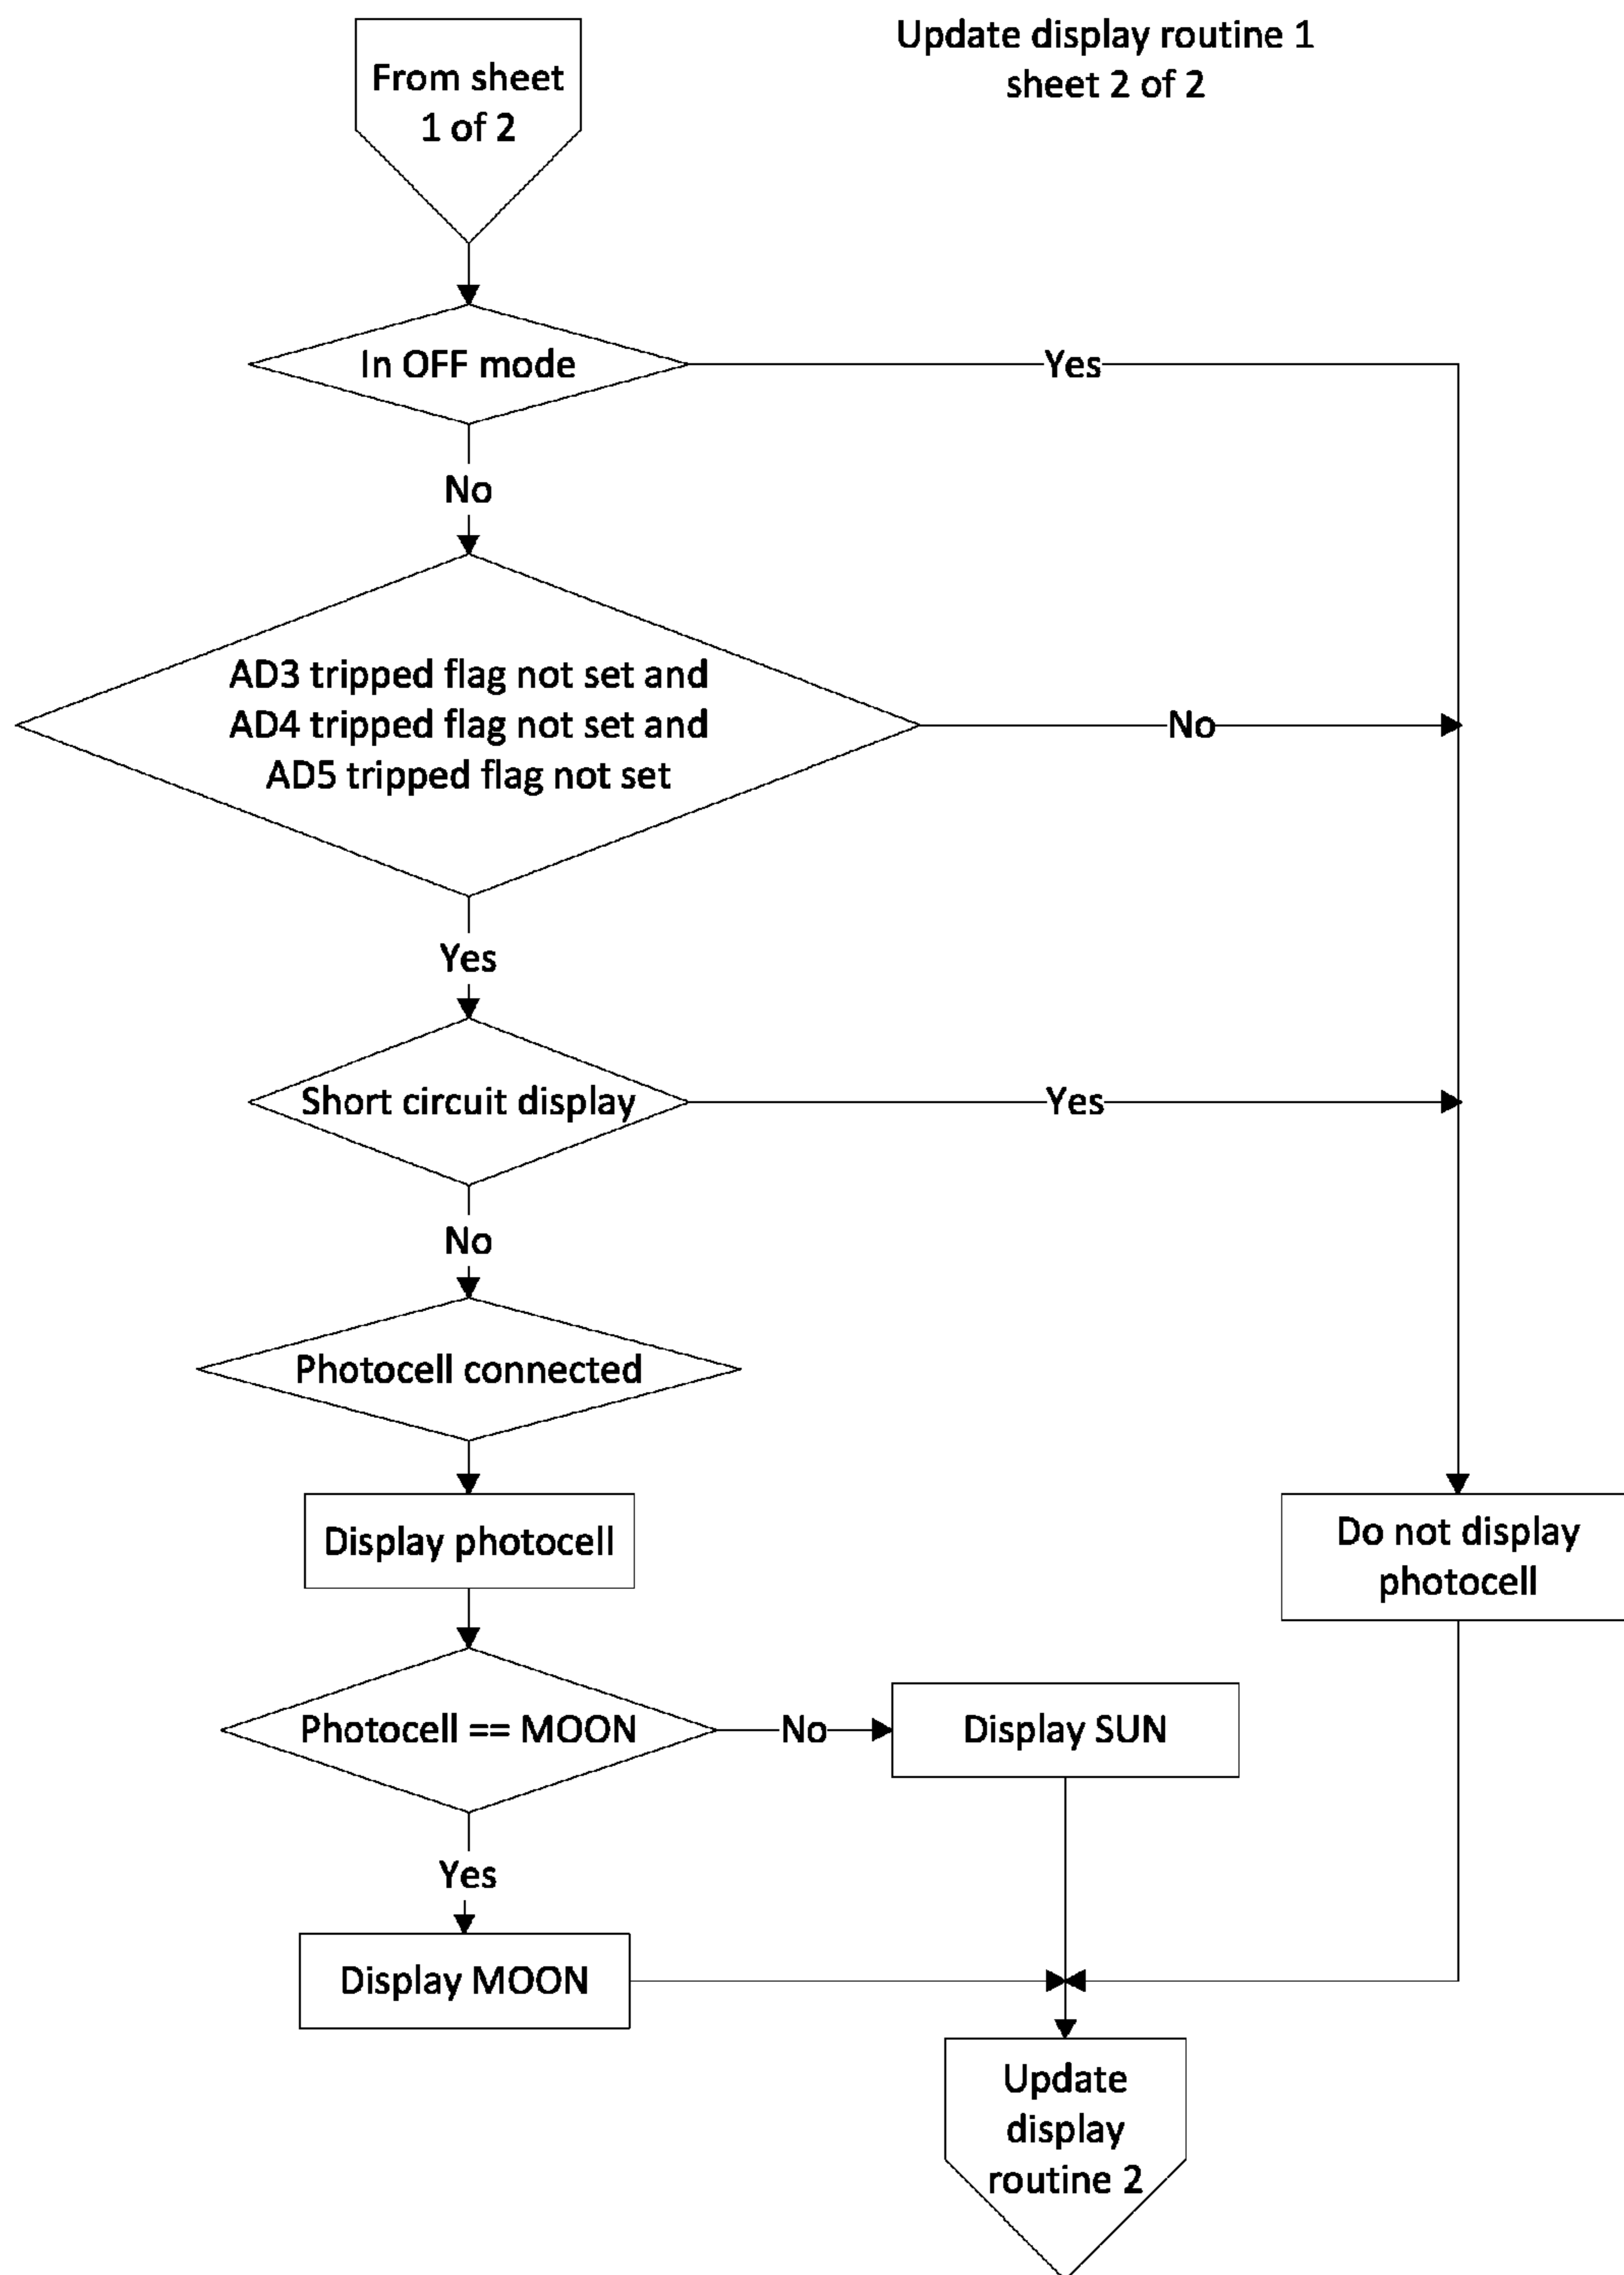 Update display routine 1
sheet 2 of 2
From sheet
1 of 2
In OFF mode
Yes
No
AD3 tripped flag not set and
AD4 tripped flag not set and
AD5 tripped flag not set
No
Yes
Short circuit display
Yes
No
Photocell connected
Display photocell
Do not display
photocell
Photocell == MOON
No
Display SUN
Yes
Display MOON
Update
display
routine 2